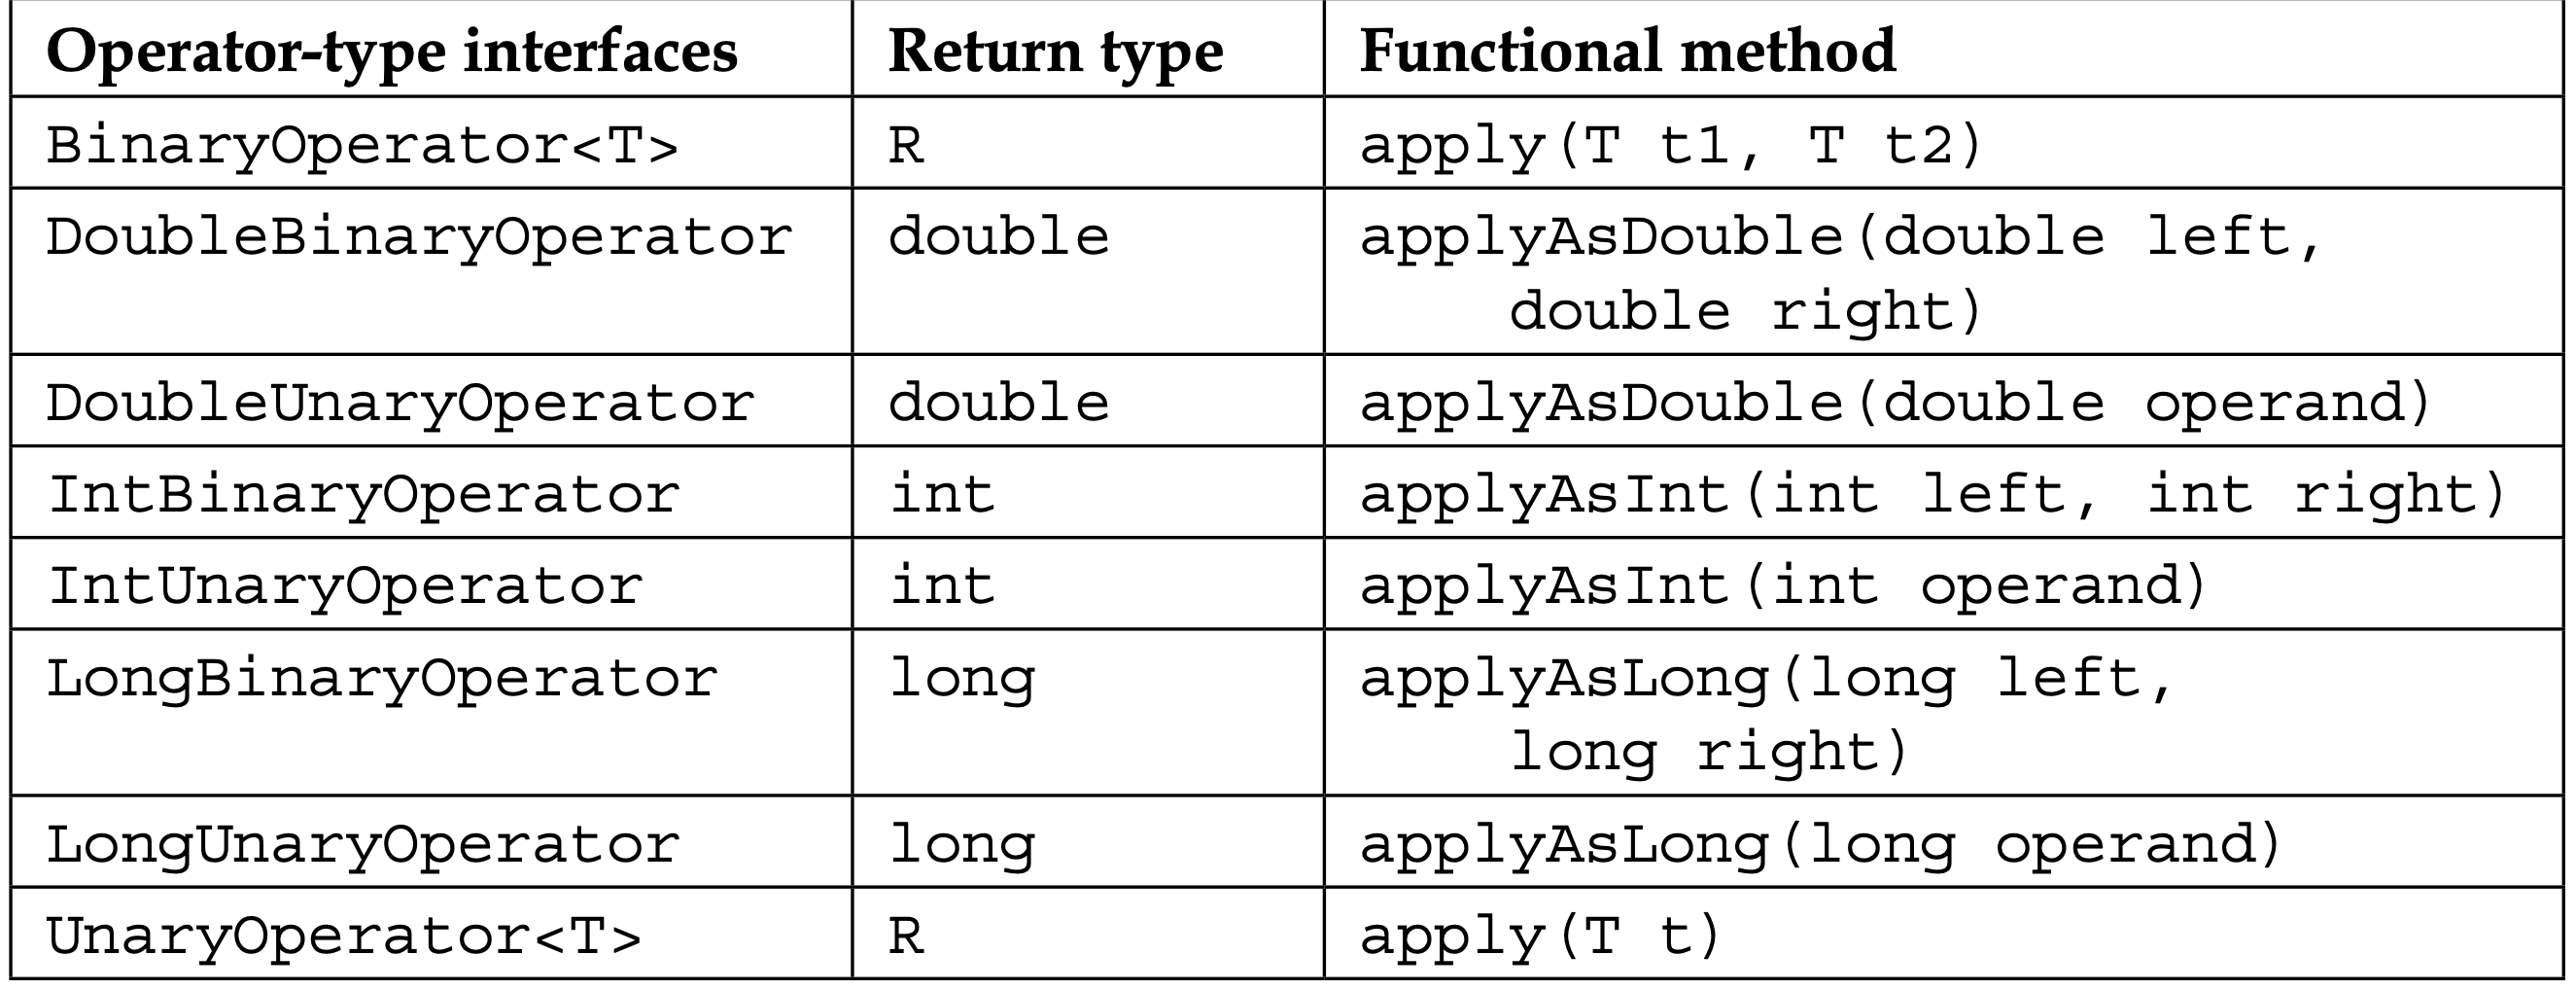 Operator-type interfaces Return type Functional method
BinaryOperator<T> R apply(T t1, T t2)
DoubleBinaryOperator double applyAsDouble(double left,
double right)
DoubleUnaryOperator double applyAsDouble(double operand)
IntBinaryOperator int applyAsInt(int left, int right)
IntUnaryOperator int applyAsInt(int operand)
LongBinaryOperator long applyAsLong(long left,
long right)
LongUnaryOperator long applyAsLong(long operand)
UnaryOperator<T> R apply(T t)